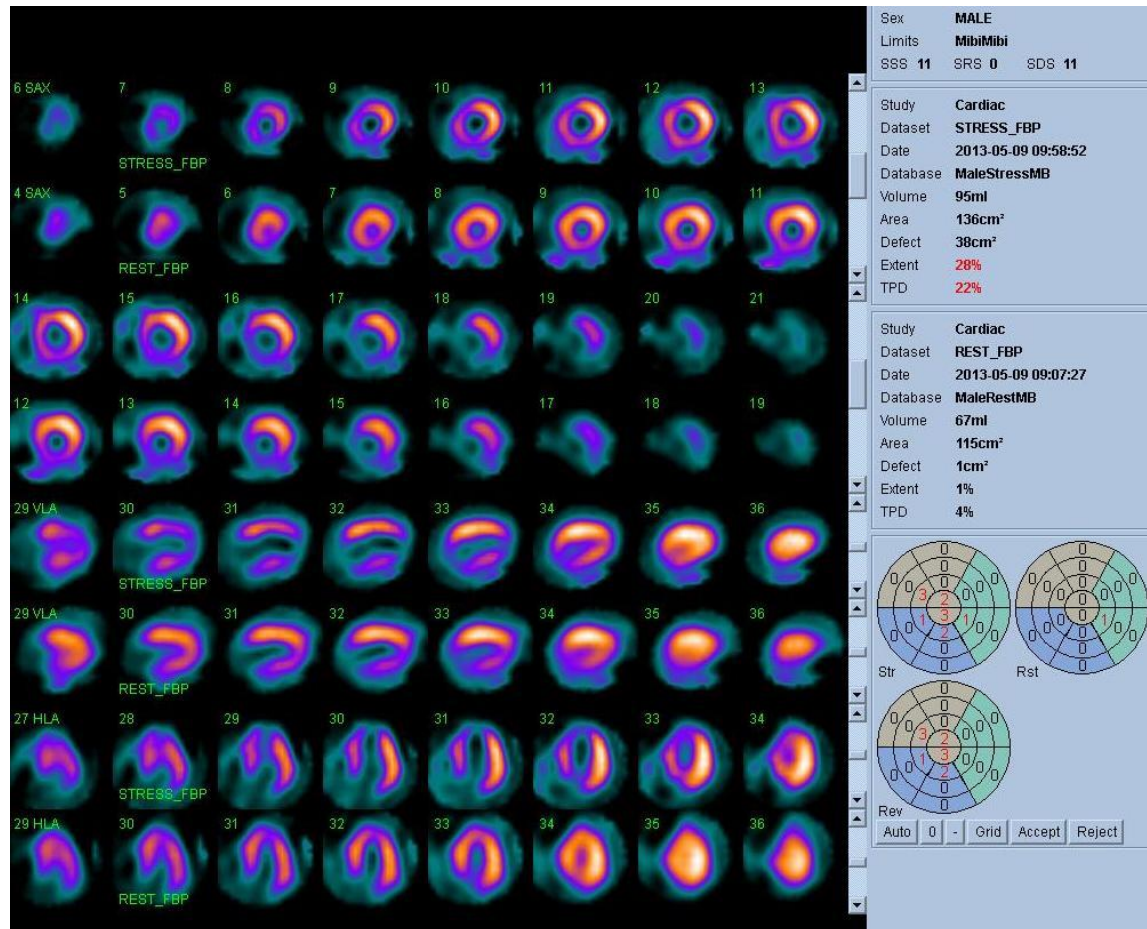 Sex MALE
Limits MibiMibi
SSS 11 SRS 0 SDS 11
6 SAX 7 8 9 10 11 12 13
STRESS_FBP
4 SAX 5 6 7 8 9 10 11
REST_FBP
14 15 16 17 18 19 20 21
12 13 14 15 16 17 18 19
29 VLA 30 31 32 33 34 35 36
STRESS_FBP
29 VLA 30 31 32 33 34 35 36
REST_FBP
27 HLA 28 29 30 31 32 33 34
STRESS_FBP
29 HLA 30 31 32 33 34 35 36
REST_FBP
Study Cardiac
Dataset STRESS_FBP
Date 2013-05-09 09:58:52
Database MaleStressMB
Volume 95ml
Area 136cm²
Defect 38cm²
Extent 28%
TPD 22%
Study Cardiac
Dataset REST_FBP
Date 2013-05-09 09:07:27
Database MaleRestMB
Volume 67ml
Area 115cm²
Defect 1cm²
Extent 1%
TPD 4%
Str
Rst
Rev
Auto 0 - Grid Accept Reject